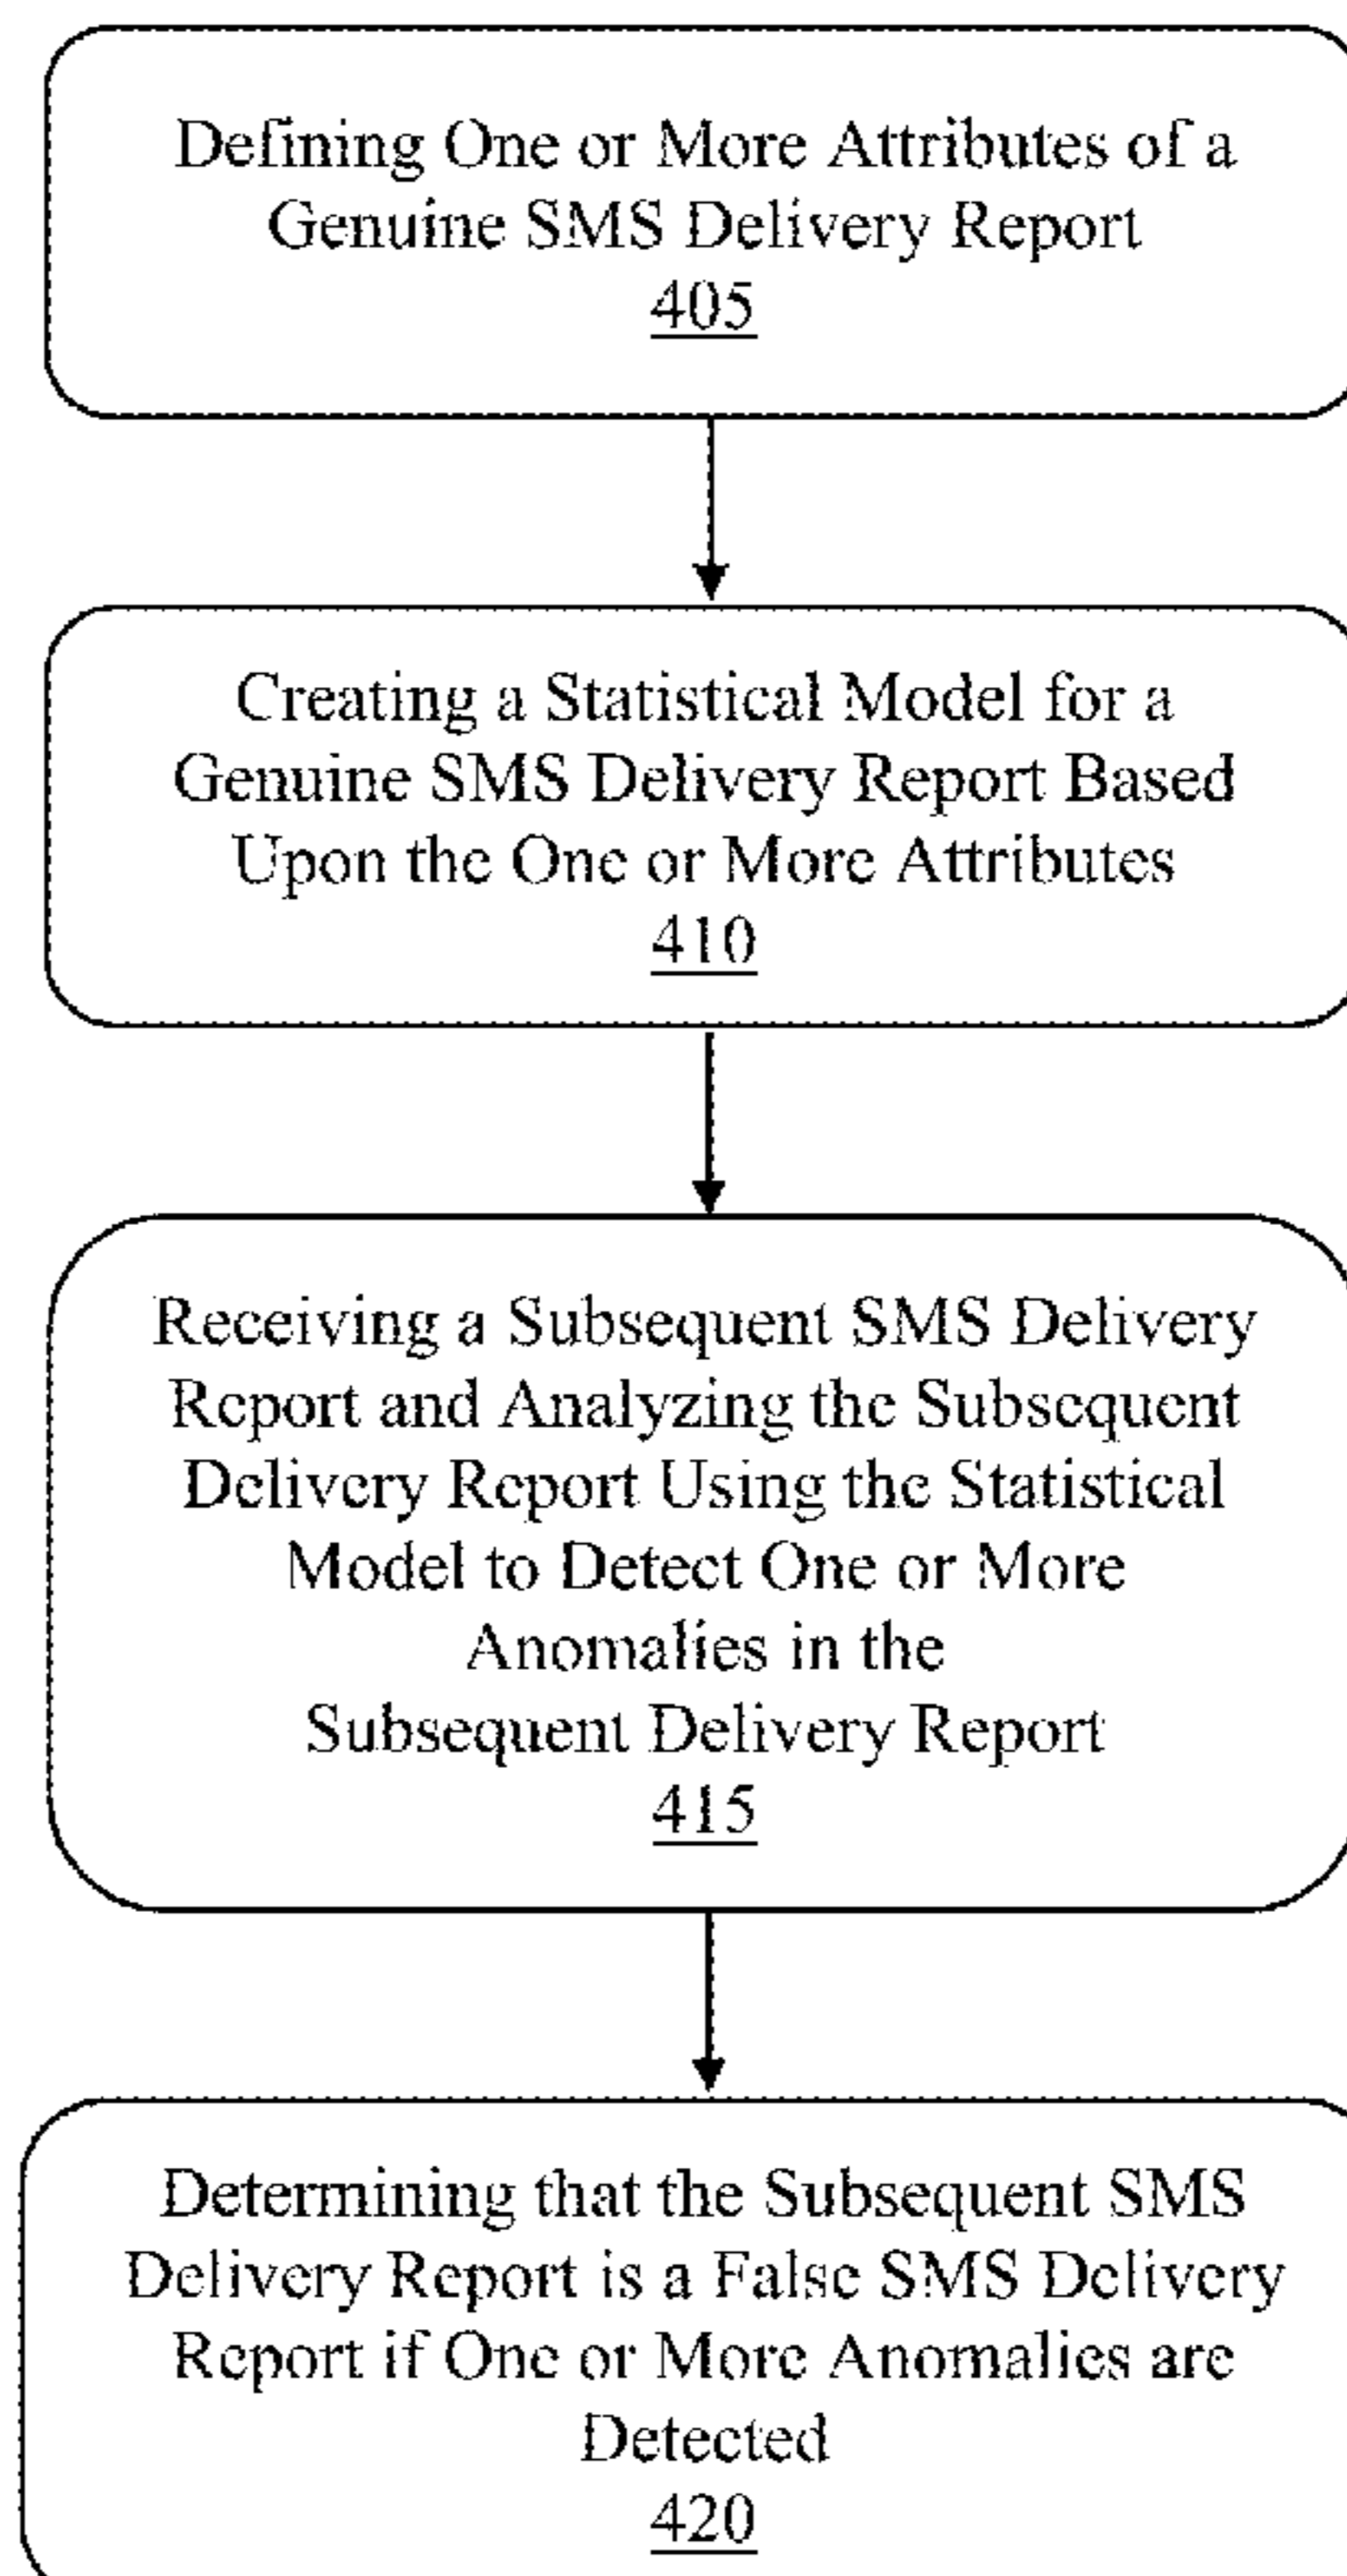 Defining One or More Attributes of a
Genuine SMS Delivery Report
405
Creating a Statistical Model for a
Genuine SMS Delivery Report Based
Upon the One or More Attributes
410
Receiving a Subsequent SMS Delivery
Report and Analyzing the Subsequent
Delivery Report Using the Statistical
Model to Detect One or More
Anomalies in the
Subsequent Delivery Report
415
Determining that the Subsequent SMS
Delivery Report is a False SMS Delivery
Report if One or More Anomalies are
Detected
420